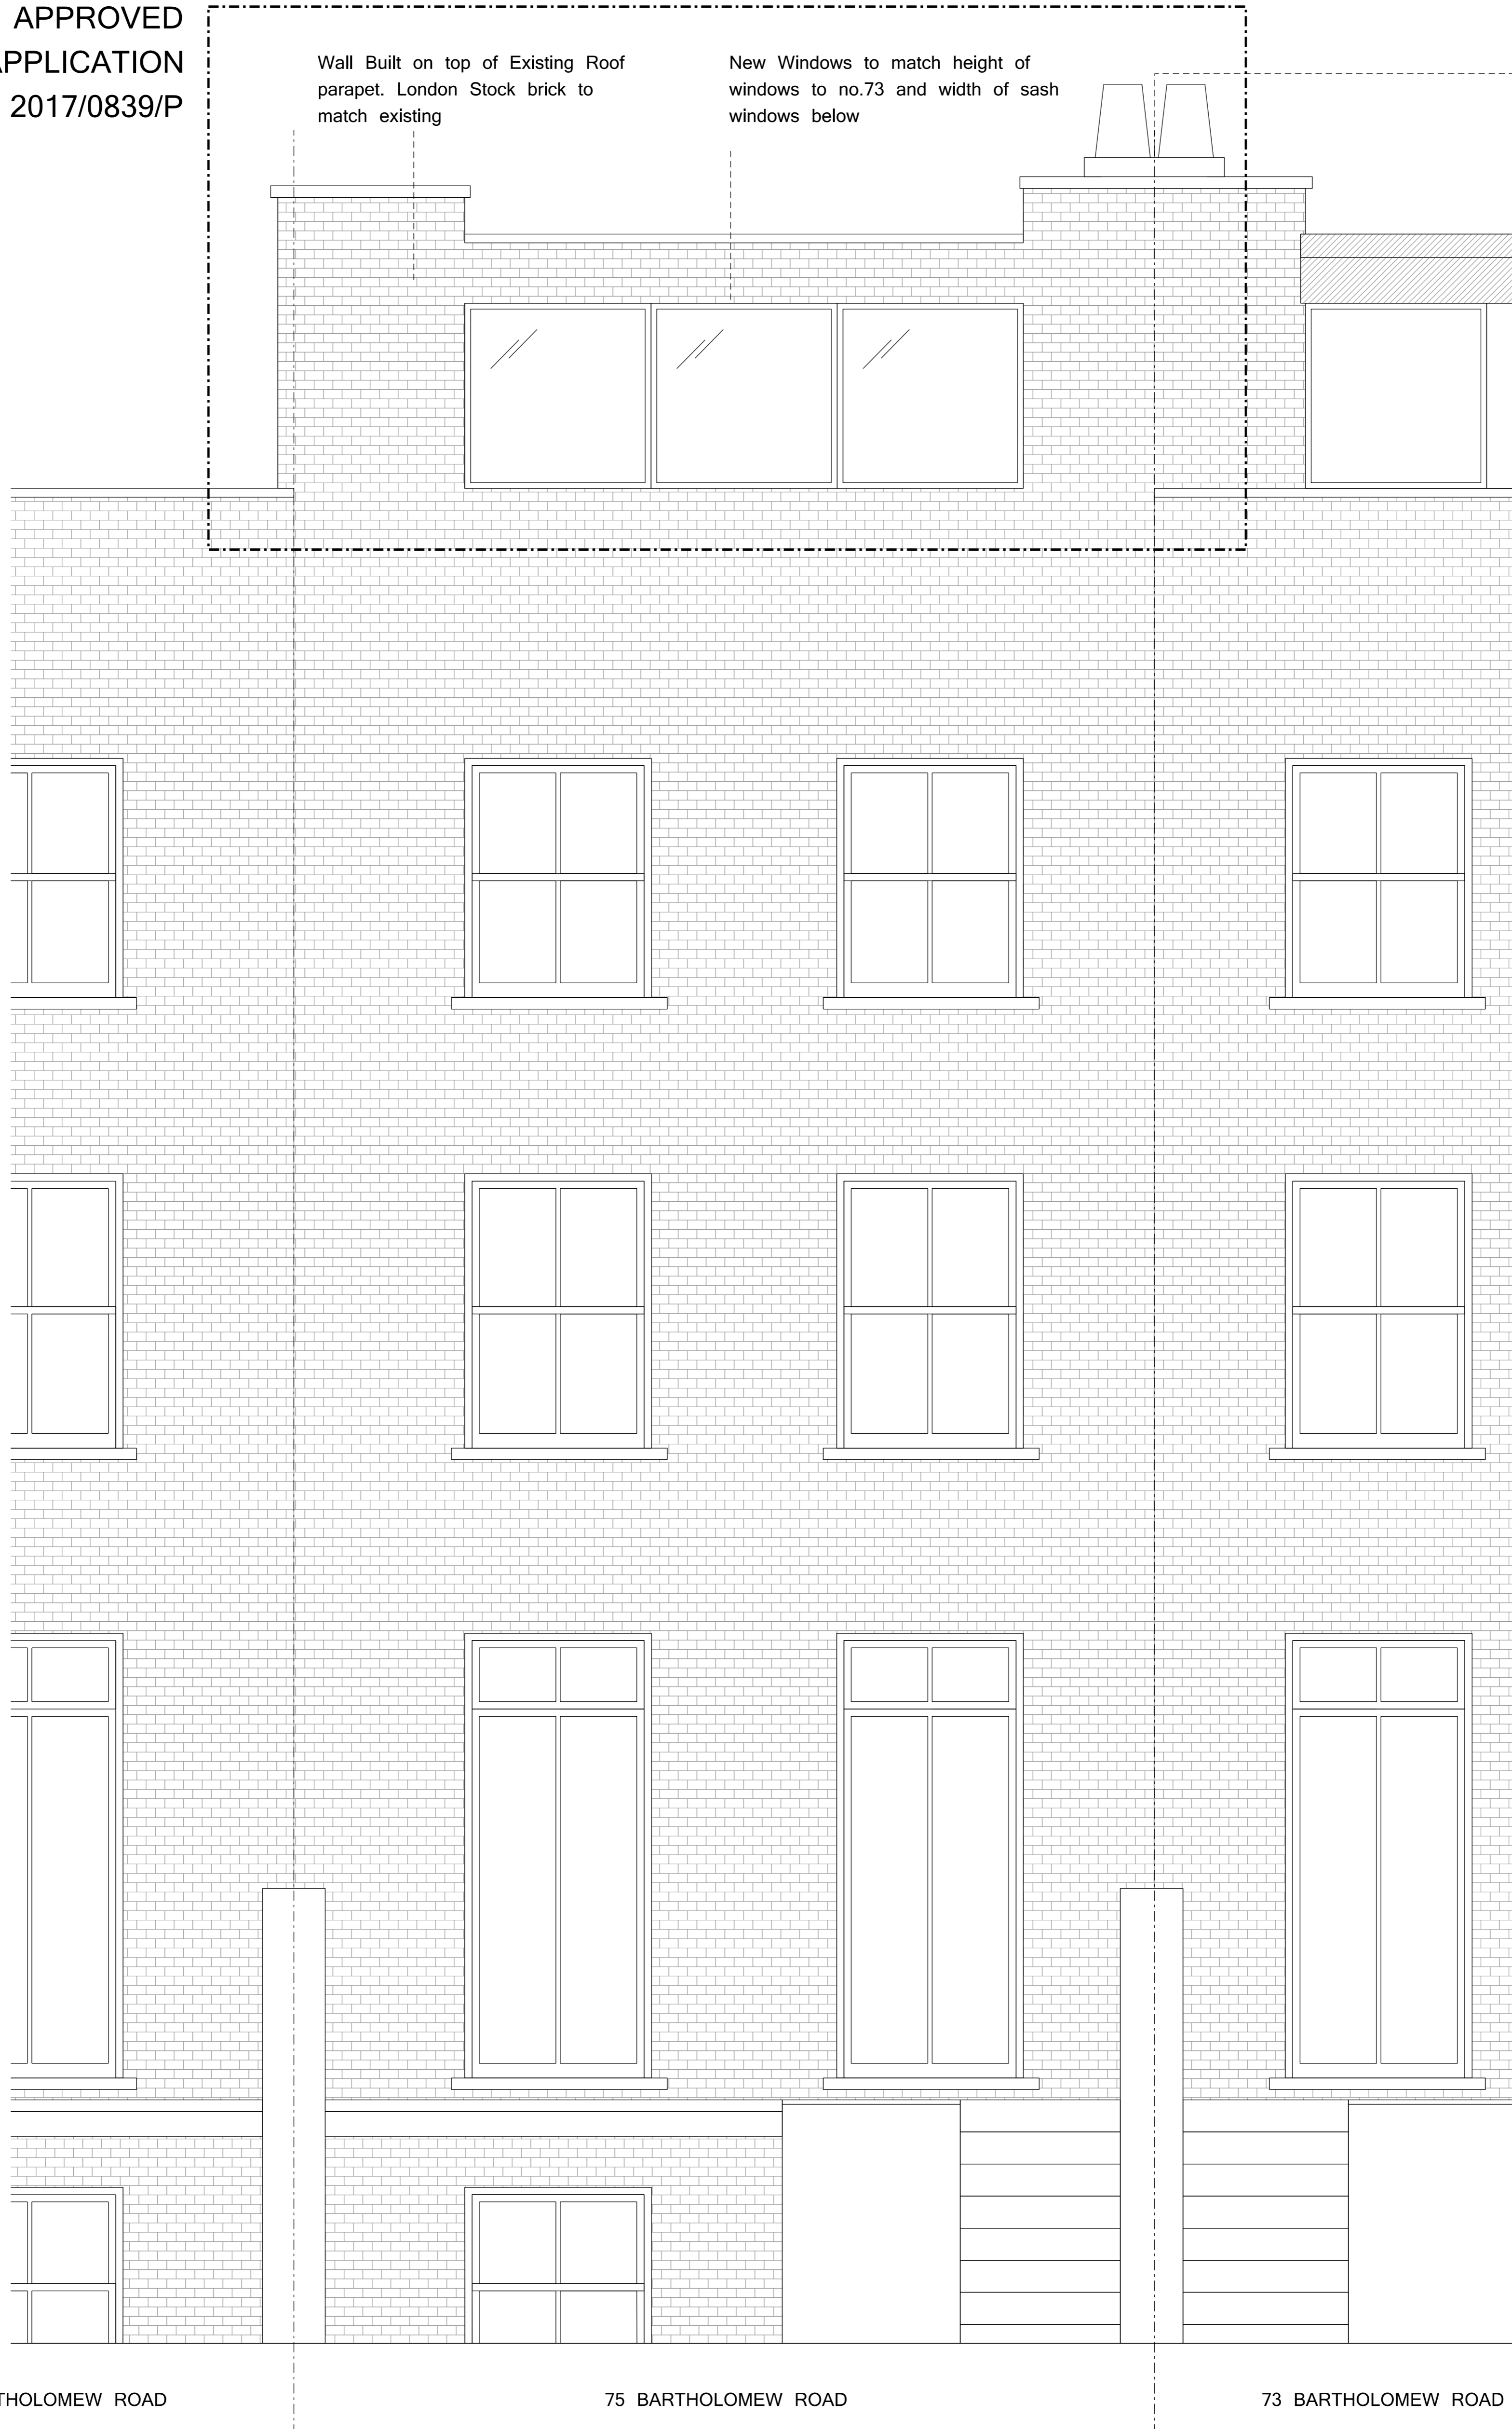 APPROVED
APPLICATION
2017/0839/P
Wall Built on top of Existing Roof
parapet. London Stock brick to
match existing
New Windows to match height of
windows to no.73 and width of sash
windows below
THOLOMEW ROAD
75 BARTHOLOMEW ROAD
73 BARTHOLOMEW ROAD